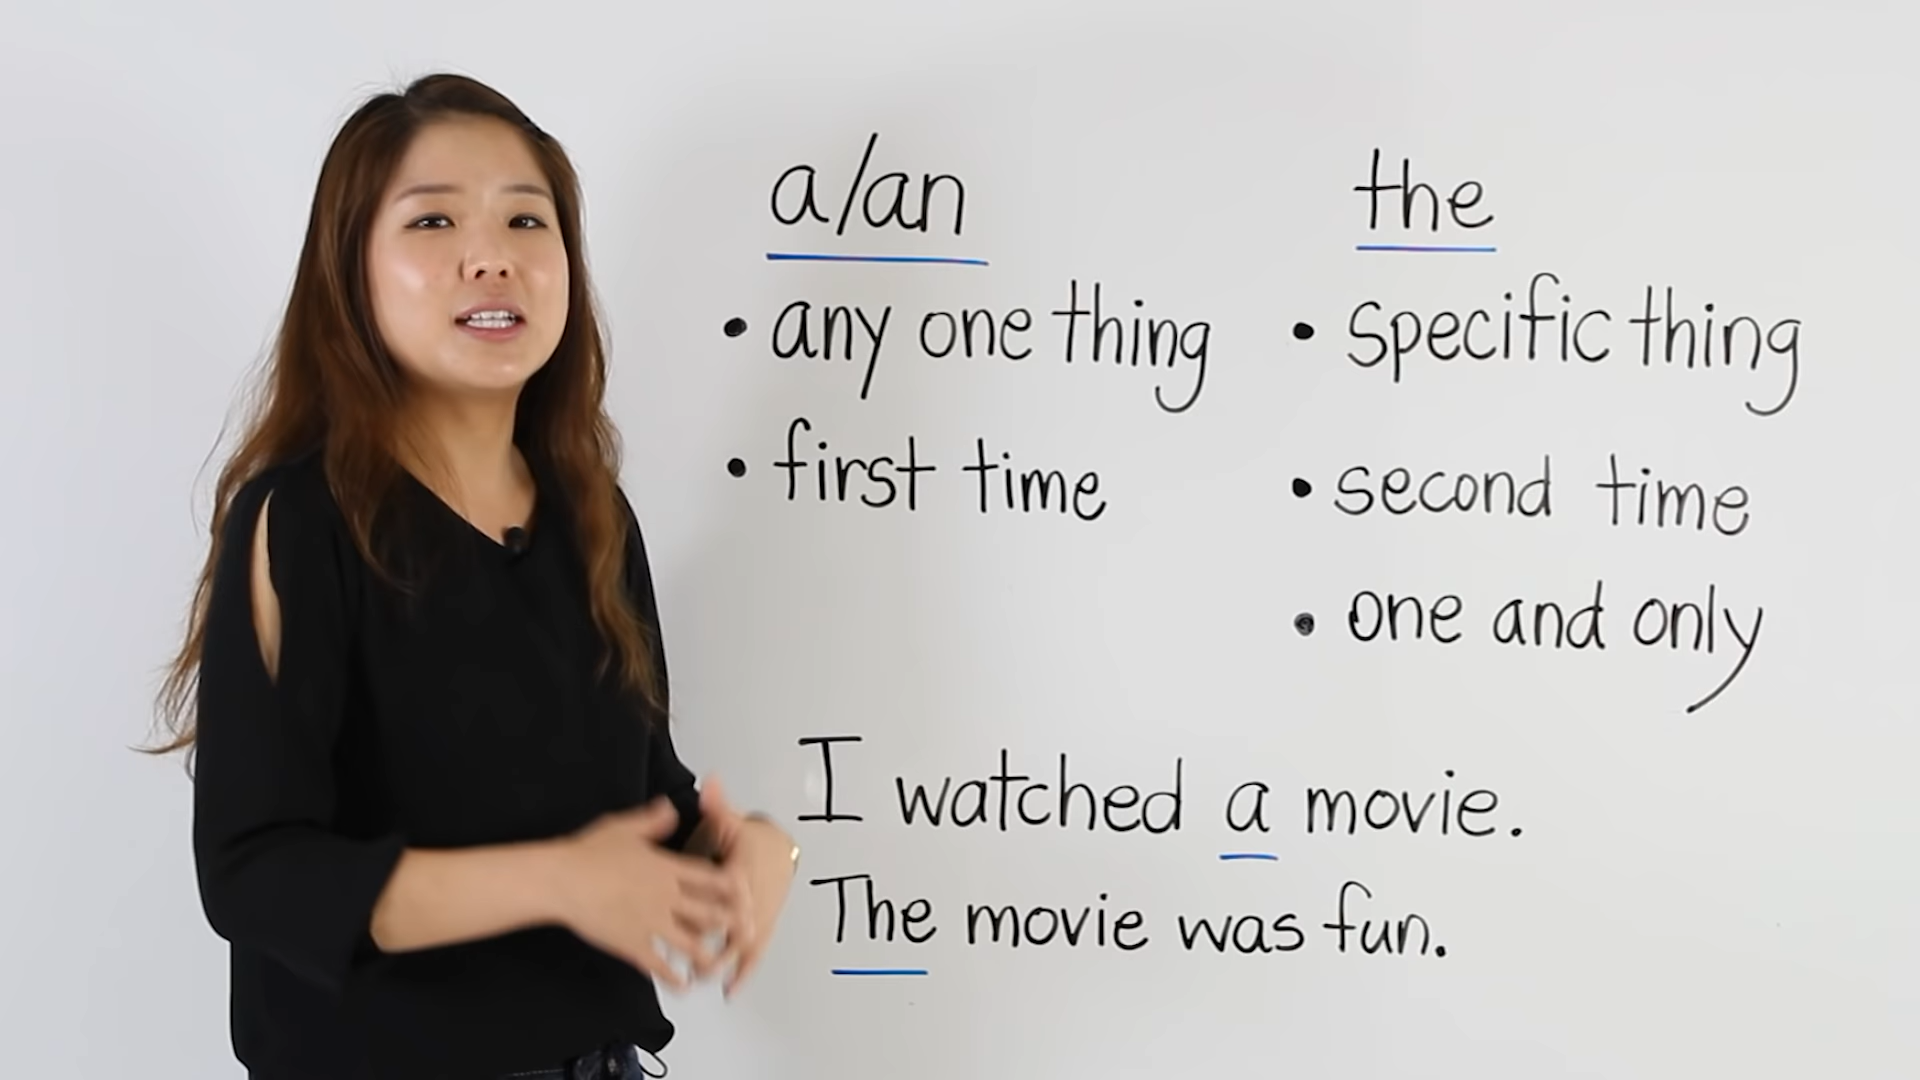 a/an
• any one thing
• first time
the
• specific thing
• second time
• one and only
I watched a movie.
The movie was fun.